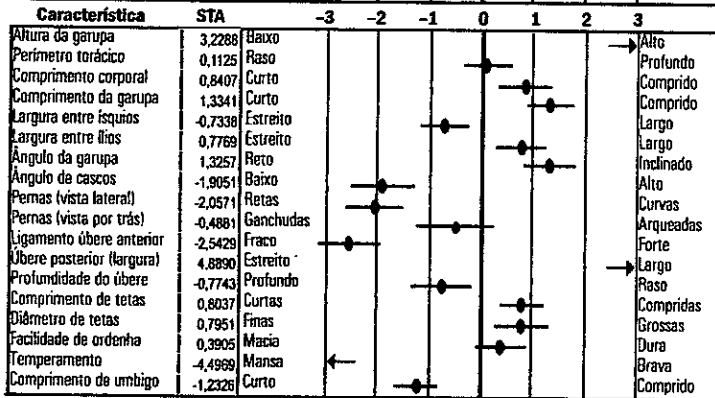 Característica STA -3 -2 -1 0 1 2 3
Altura da garupa 3,2288 Baixo Alto
Perímetro torácico 0,1125 Raso Profundo
Comprimento corporal 0,8407 Curto Comprido
Comprimento da garupa 1,3341 Curto Comprido
Largura entre ísquios -0,7338 Estreito Largo
Largura entre ílios 0,7769 Estreito Largo
Ângulo da garupa 1,3257 Reto Inclinado
Ângulo de cascos -1,9051 Baixo Alto
Pernas (vista lateral) -2,0571 Retas Curvas
Pernas (vista por trás) -0,4881 Ganchudas Arqueadas
Ligamento úbere anterior -2,5429 Fraco Forte
Úbere posterior (largura) 4,8890 Estreito Largo
Profundidade do úbere -0,7743 Profundo Raso
Comprimento de tetas 0,8037 Curtas Compridas
Diâmetro de tetas 0,7951 Finas Grossas
Facilidade de ordenha 0,3905 Macia Dura
Temperamento -4,4969 Mansa Brava
Comprimento de umbigo -1,2326 Curto Comprido